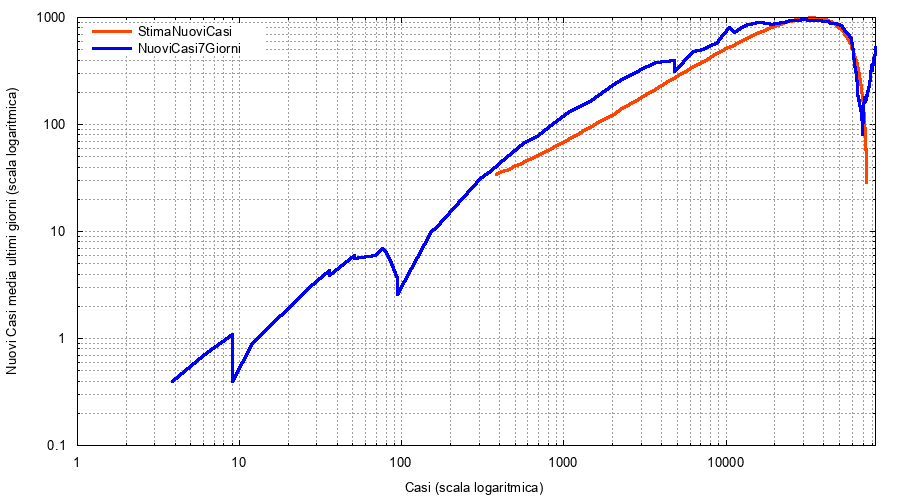 1000
100
10
1
0.1
StimaNuoviCasi
NuoviCasi7Giorni
Nuovi Casi media ultimi giorni (scala logaritmica)
1 10 100 1000 10000
Casi (scala logaritmica)